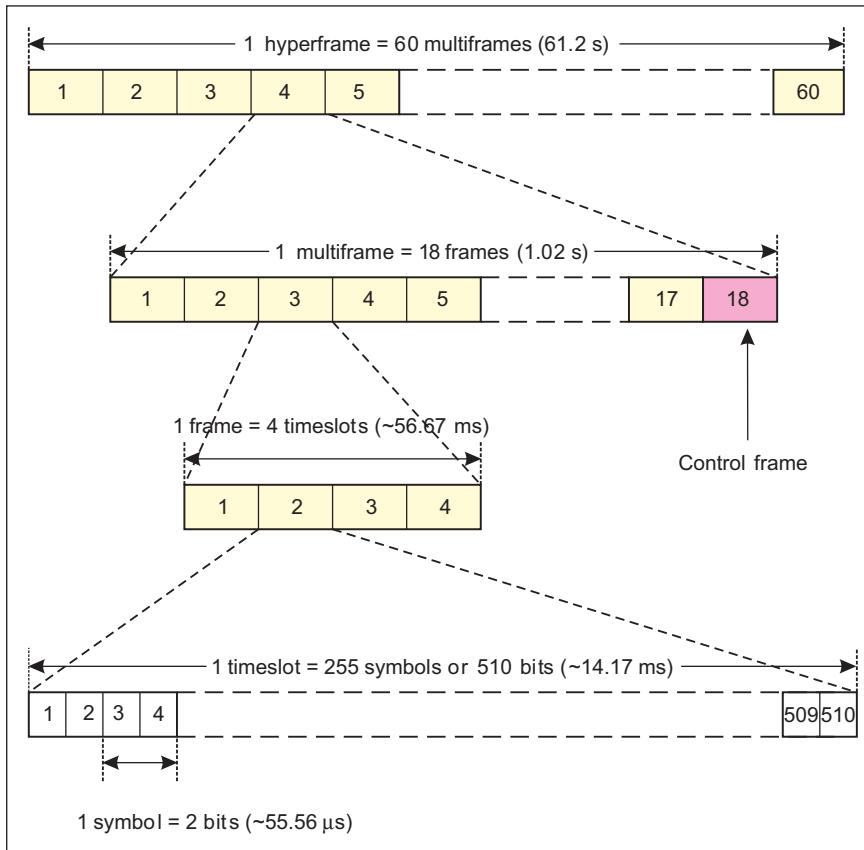 1 hyperframe = 60 multiframes (61.2 s)
1 2 3 4 5 60
1 multiframe = 18 frames (1.02 s)
1 2 3 4 5 17 18
1 frame = 4 timeslots (~56.67 ms)
Control frame
1 2 3 4
1 timeslot = 255 symbols or 510 bits (~14.17 ms)
1 2 3 4 509 510
1 symbol = 2 bits (~55.56 μs)